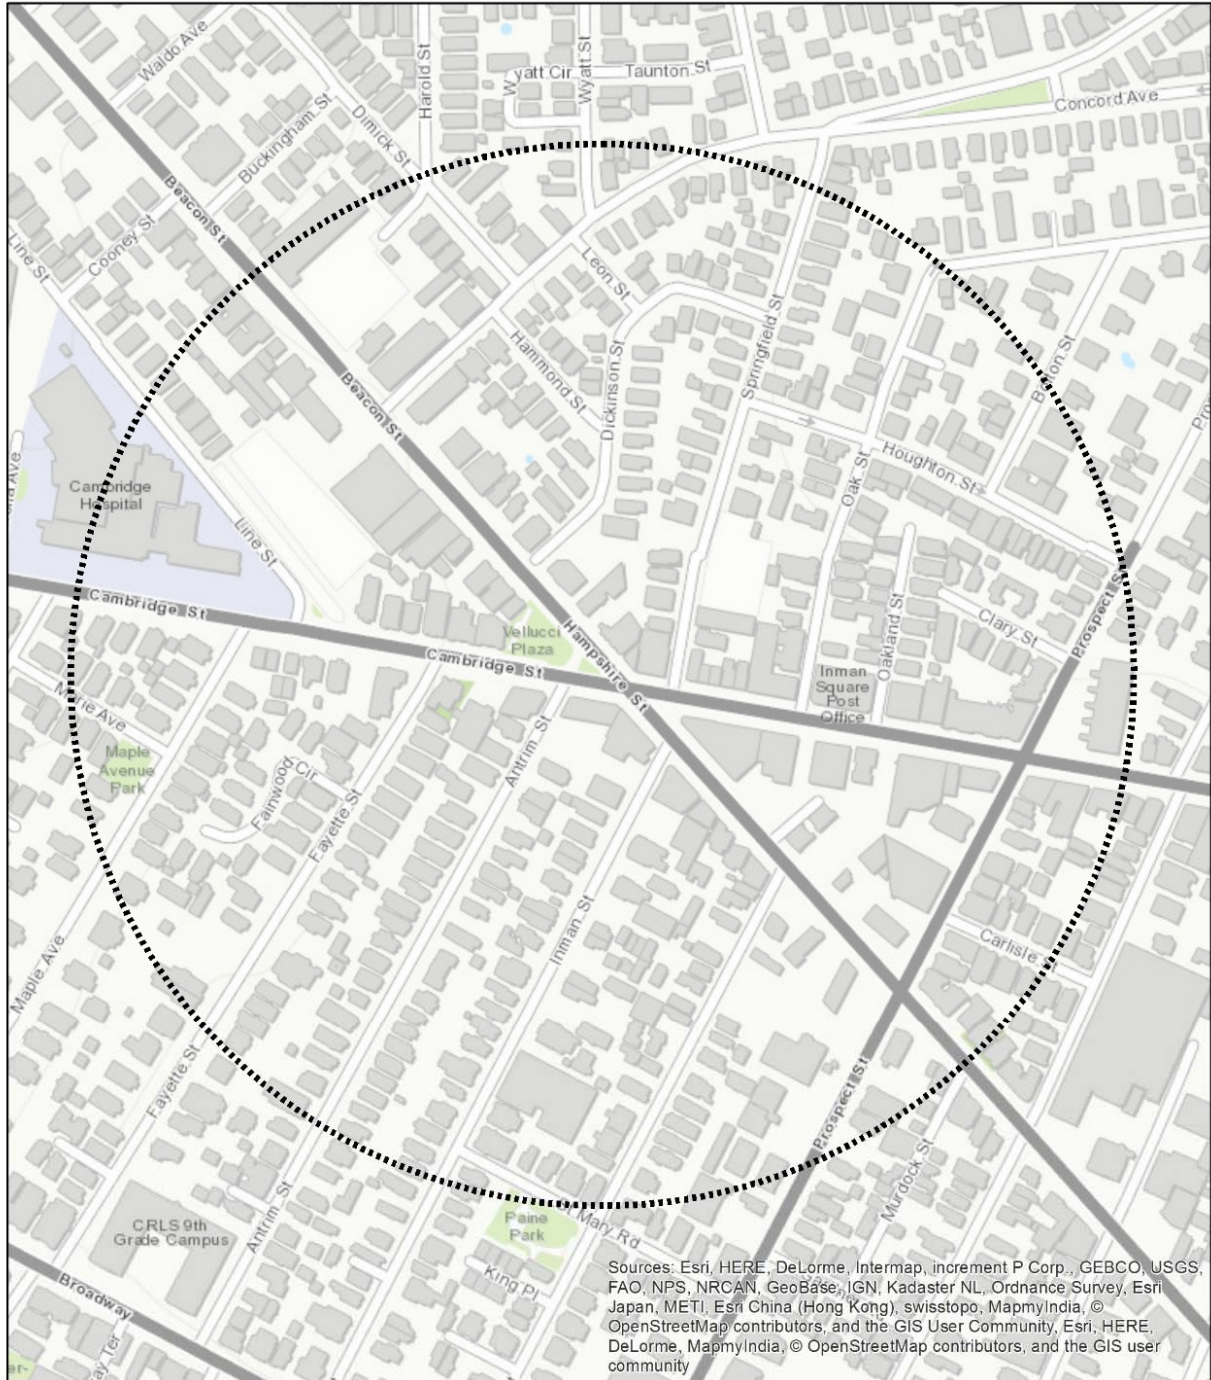 Waldo Ave
Harold St
Wyatt Cir
Wyatt St
Taunton St
Concord Ave
Buckingham St
Dimick St
Beacon St
Cooney St
Line St
Leon St
Springfield St
Hammond St
Dickinson St
Beacon St
Houghton St
Oak St
Cambridge
Hospital
Line St
Cambridge St
Vellucci
Plaza
Hampshire St
Cambridge St
Oakland St
Clary St
Prospect St
Inman
Square
Post
Office
Marie Ave
Maple
Avenue
Park
Antrim St
Fainwood Cir
Fayette St
Inman St
Carlisle St
Maple Ave
Fayette St
Prospect St
Murdock St
Antrim St
CRLS 9th
Grade Campus
Paine
Park
St Mary Rd
King Pl
Broadway
Sources: Esri, HERE, DeLorme, Intermap, increment P Corp., GEBCO, USGS,
FAO, NPS, NRCAN, GeoBase, IGN, Kadaster NL, Ordnance Survey, Esri
Japan, METI, Esri China (Hong Kong), swisstopo, MapmyIndia, ©
OpenStreetMap contributors, and the GIS User Community, Esri, HERE,
DeLorme, MapmyIndia, © OpenStreetMap contributors, and the GIS user
community